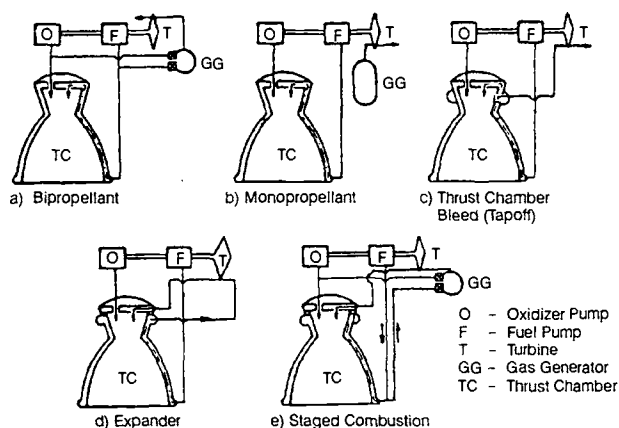 O F T
GG
TC
a) Bipropellant
O F T
GG
TC
b) Monopropellant
O F T
TC
c) Thrust Chamber
Bleed (Tapoff)
O F T
TC
d) Expander
O F T
GG
TC
e) Staged Combustion
O - Oxidizer Pump
F - Fuel Pump
T - Turbine
GG - Gas Generator
TC - Thrust Chamber